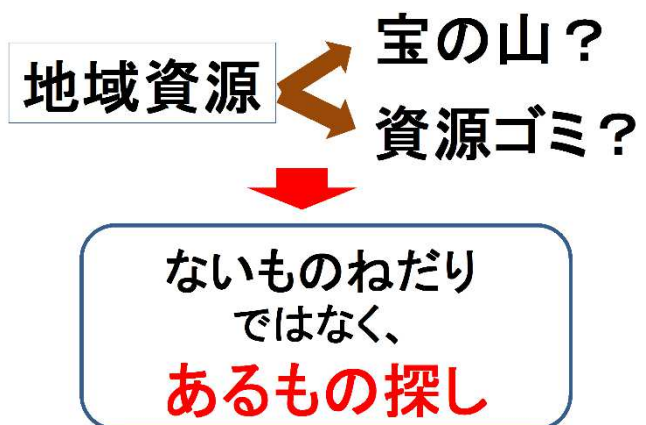 地域資源
宝の山？
資源ゴミ？
ないものねだり
ではなく、
あるもの探し